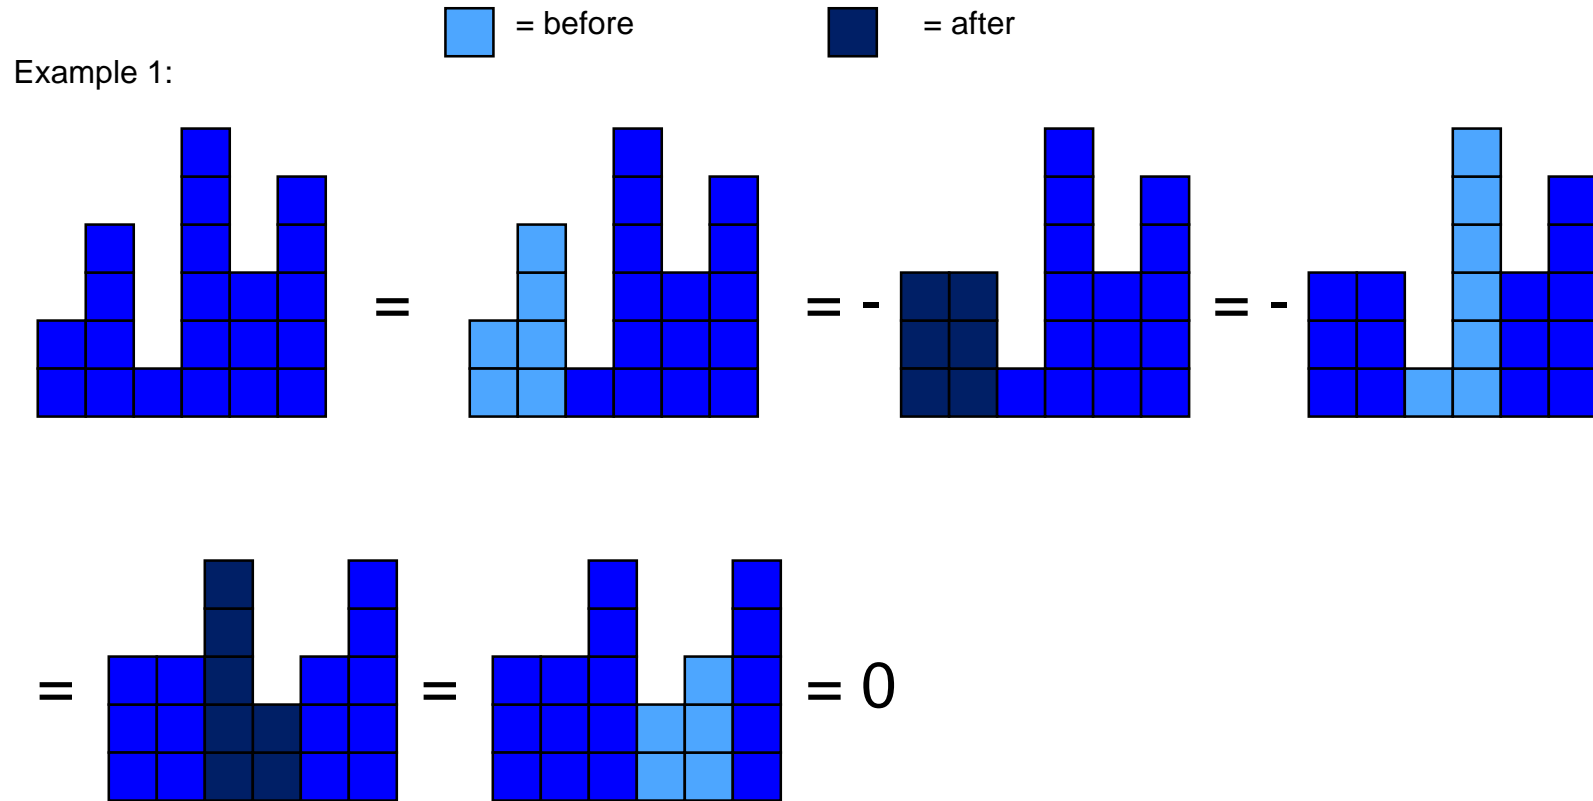 = before = after
Example 1:
= = - = -
= = = 0